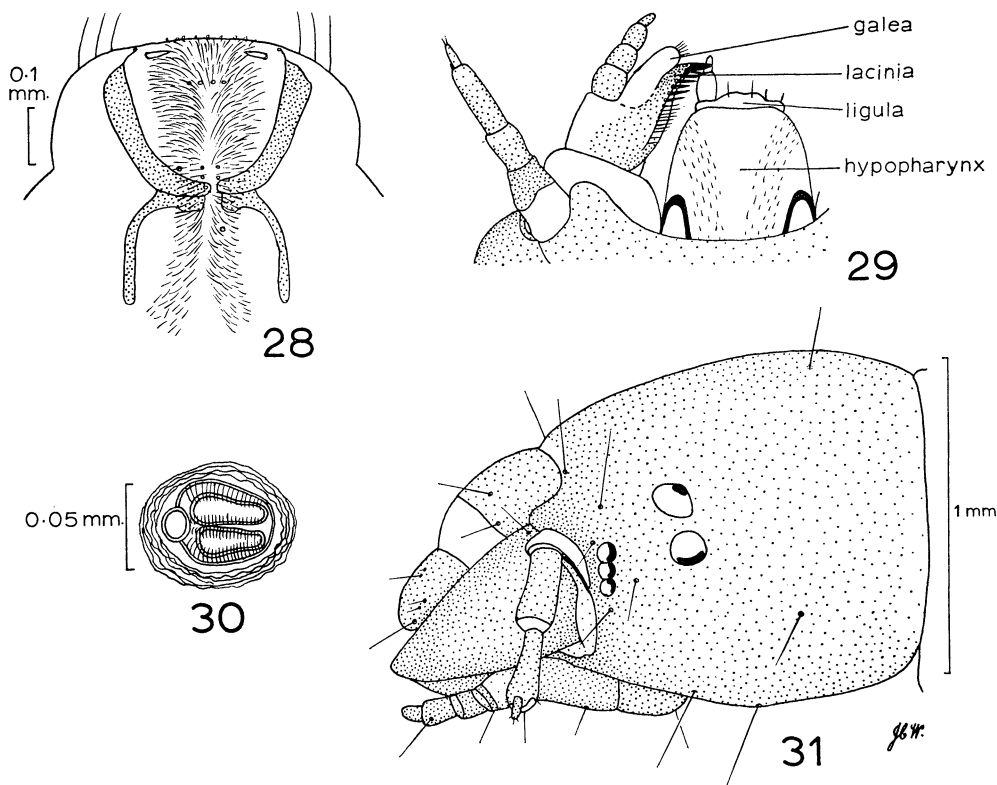 0·1
mm.
28
galea
lacinia
ligula
hypopharynx
29
0.05 mm.
30
1 mm
31